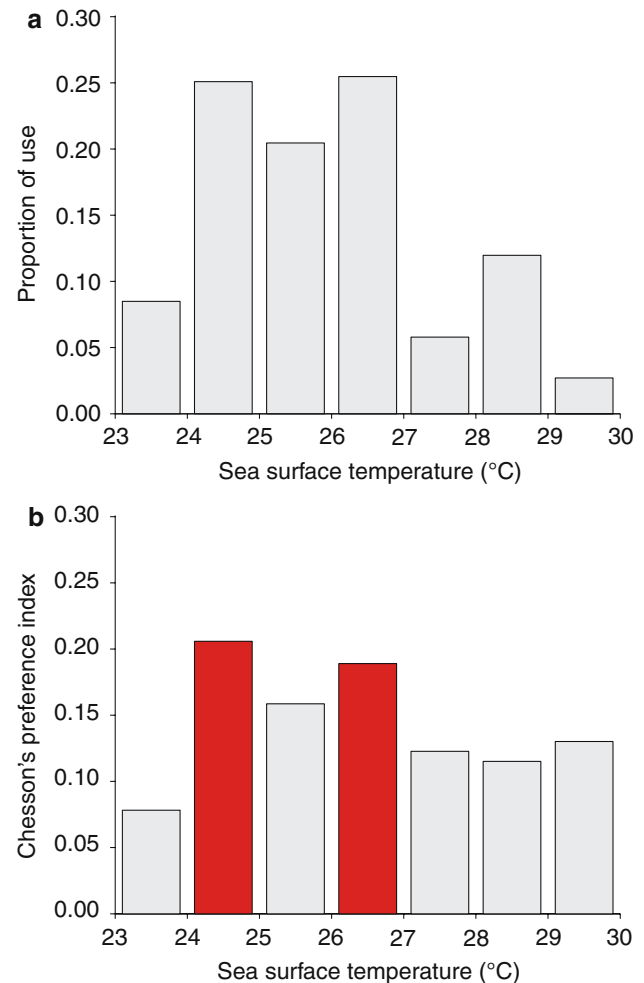 a
Proportion of use
0.30
0.25
0.20
0.15
0.10
0.05
0.00
23 24 25 26 27 28 29 30
Sea surface temperature (°C)
b
Chesson's preference index
0.30
0.25
0.20
0.15
0.10
0.05
0.00
23 24 25 26 27 28 29 30
Sea surface temperature (°C)